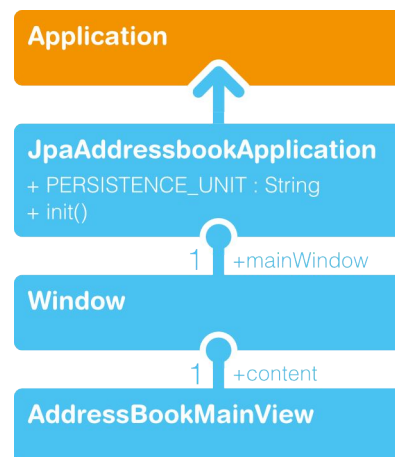 Application
JpaAddressbookApplication
+ PERSISTENCE_UNIT : String
+ init()
1 +mainWindow
Window
1 +content
AddressBookMainView